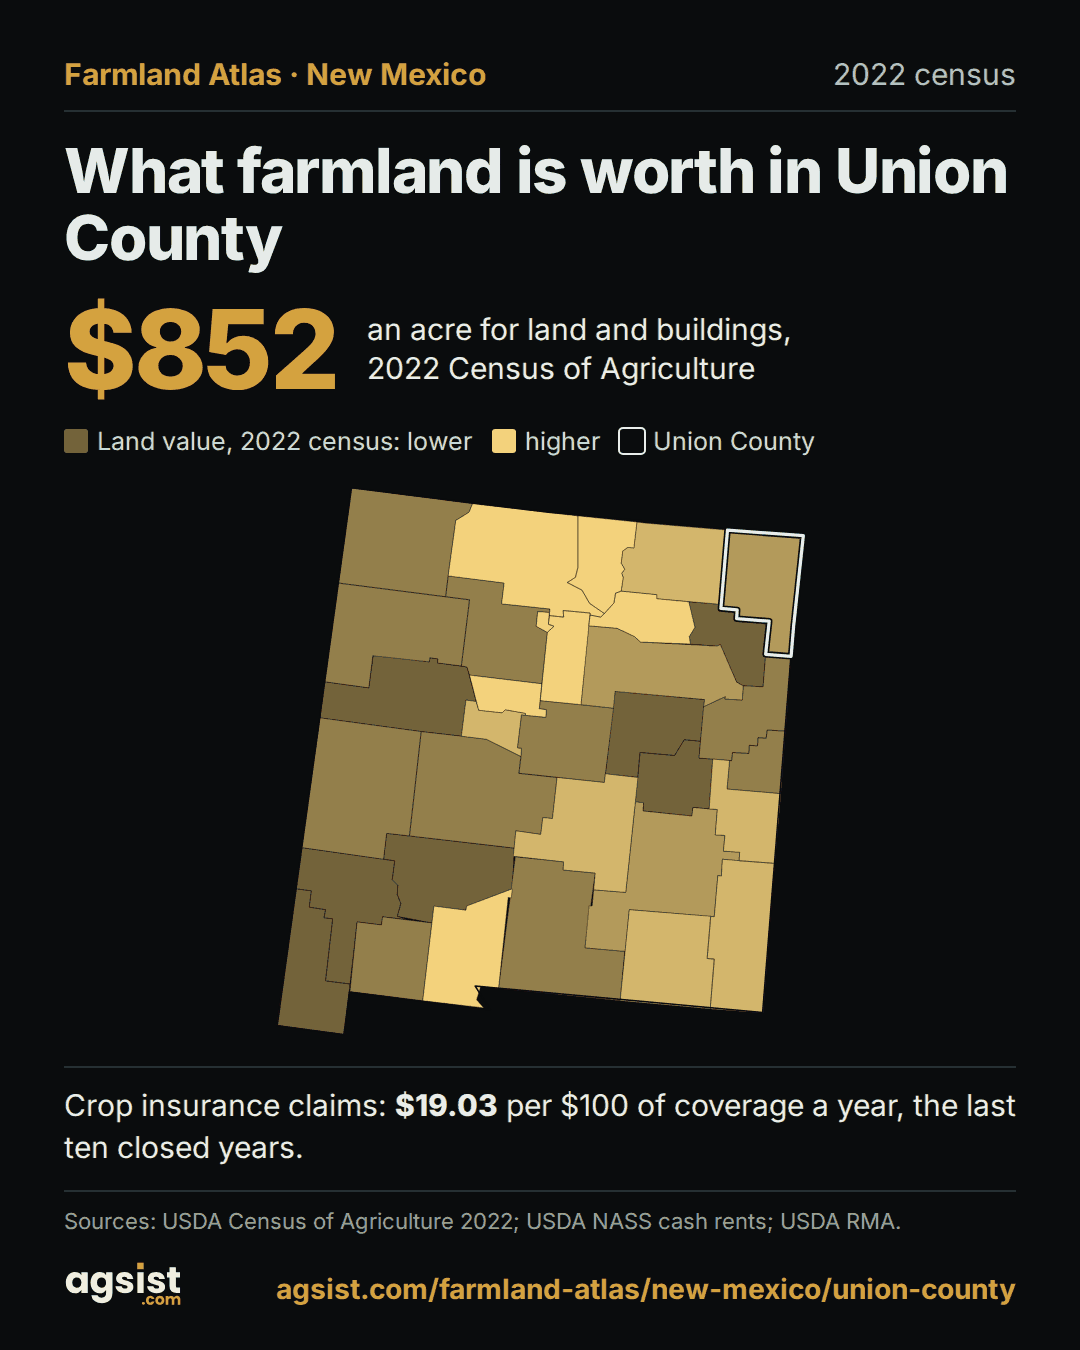 Farmland Atlas · New Mexico
2022 census
What farmland is worth in Union
County
$852
an acre for land and buildings,
2022 Census of Agriculture
Land value, 2022 census: lower
higher
Union County
Crop insurance claims: $19.03 per $100 of coverage a year, the last
ten closed years.
Sources: USDA Census of Agriculture 2022; USDA NASS cash rents; USDA RMA.
agsist
.com
agsist.com/farmland-atlas/new-mexico/union-county